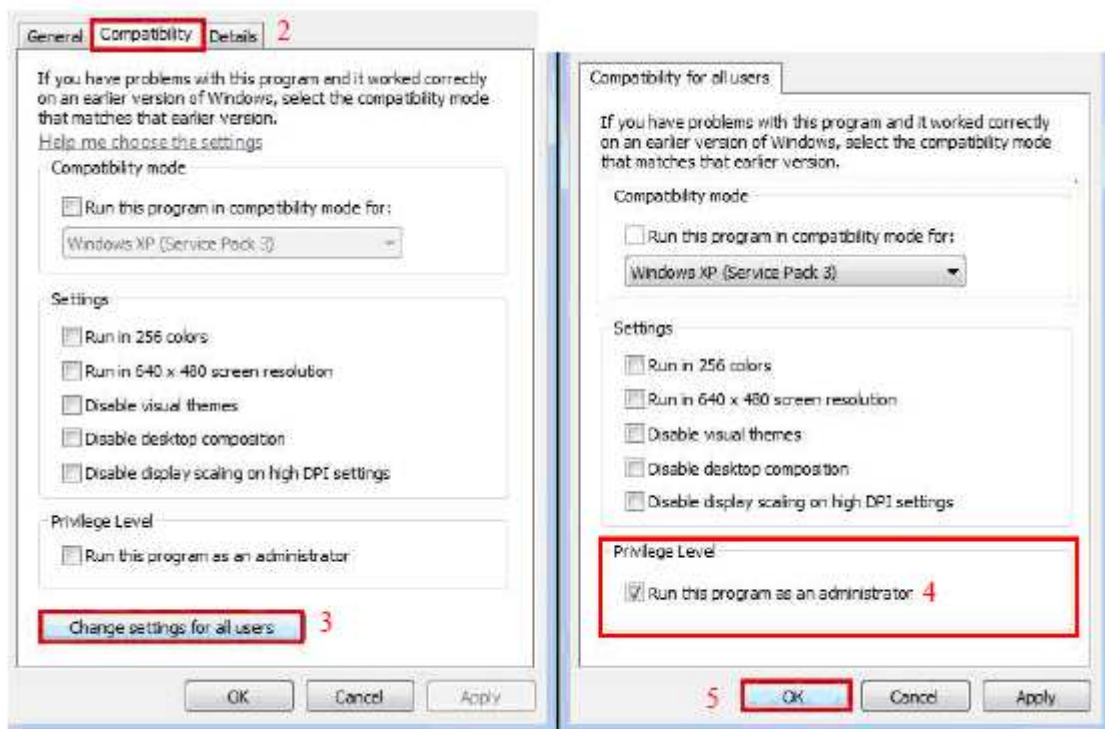 General Compatibility Details 2
If you have problems with this program and it worked correctly
on an earlier version of Windows, select the compatibility mode
that matches that earlier version.
Help me choose the settings
Compatibility mode
Run this program in compatibility mode for:
Windows XP (Service Pack 3)
Settings
Run in 256 colors
Run in 640 x 480 screen resolution
Disable visual themes
Disable desktop composition
Disable display scaling on high DPI settings
Privilege Level
Run this program as an administrator
Change settings for all users 3
OK Cancel Apply
Compatibility for all users
If you have problems with this program and it worked correctly
on an earlier version of Windows, select the compatibility mode
that matches that earlier version.
Compatibility mode
Run this program in compatibility mode for:
Windows XP (Service Pack 3)
Settings
Run in 256 colors
Run in 640 x 480 screen resolution
Disable visual themes
Disable desktop composition
Disable display scaling on high DPI settings
Privilege Level
Run this program as an administrator 4
5 OK Cancel Apply